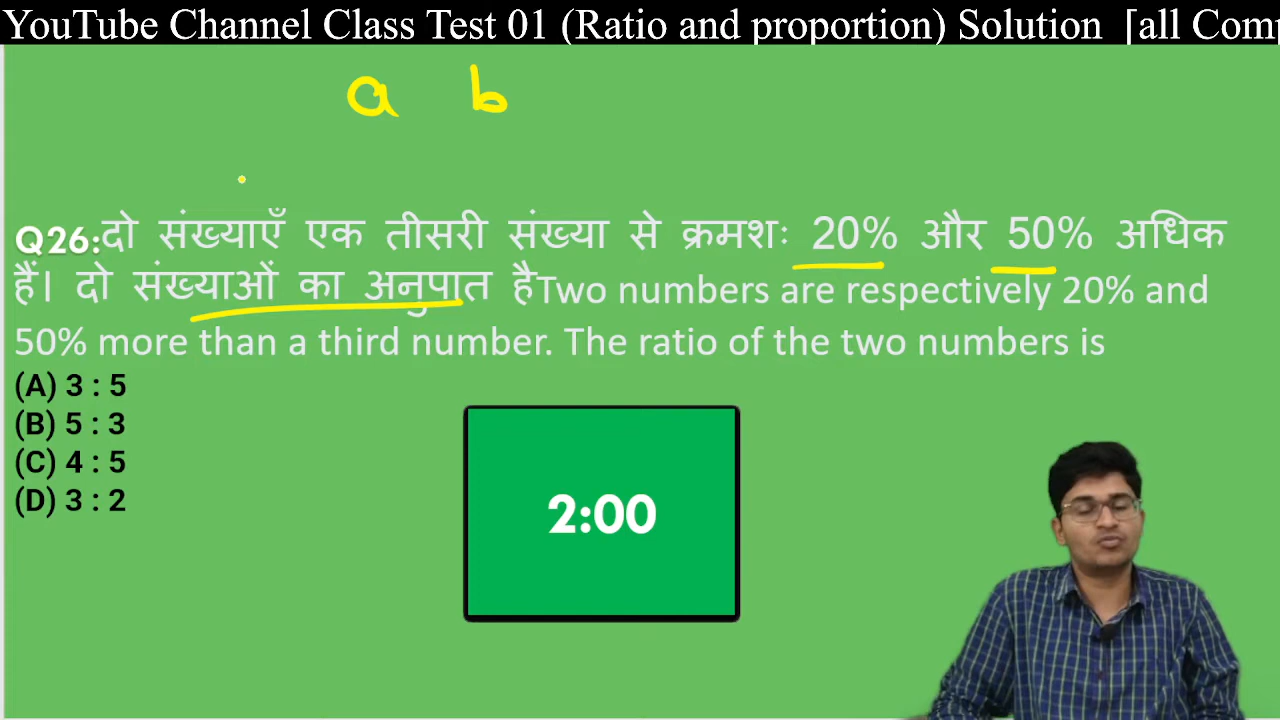 YouTube Channel Class Test 01 (Ratio and proportion) Solution [all Com
a b
Q26:दो संख्याएँ एक तीसरी संख्या से क्रमशः 20% और 50% अधिक
हैं। दो संख्याओं का अनुपात हैTwo numbers are respectively 20% and
50% more than a third number. The ratio of the two numbers is
(A) 3 : 5
(B) 5 : 3
(C) 4 : 5
(D) 3 : 2
2:00